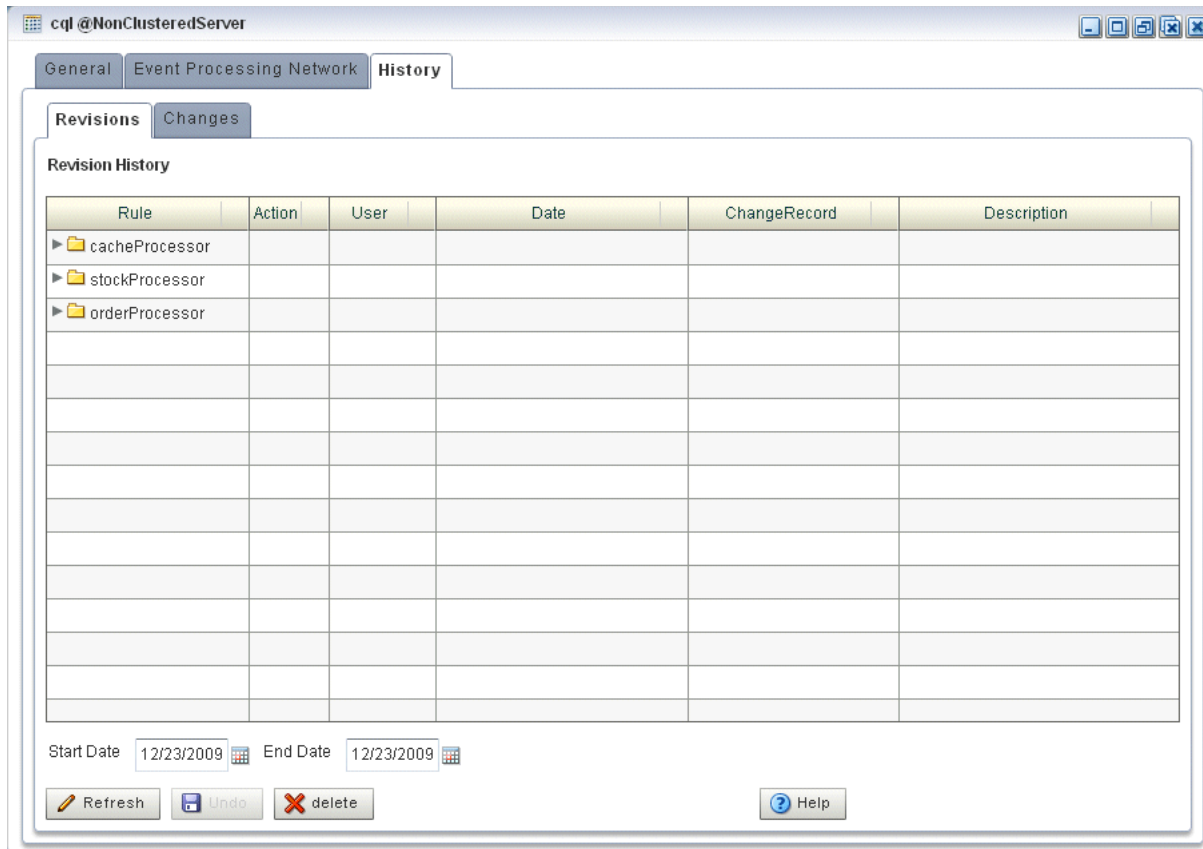 cql @NonClusteredServer
General Event Processing Network History
Revisions Changes
Revision History
Rule Action User Date ChangeRecord Description
cacheProcessor
stockProcessor
orderProcessor
Start Date 12/23/2009 End Date 12/23/2009
Refresh Undo delete Help